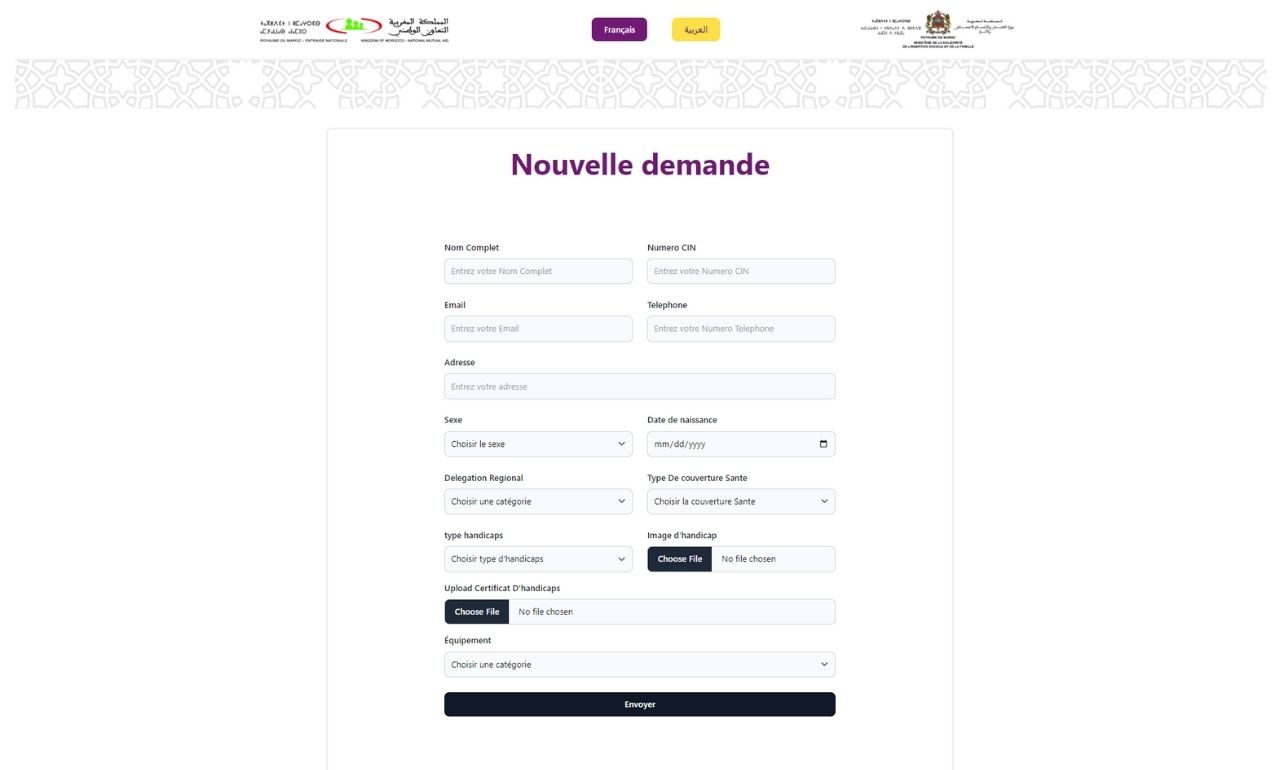 المملكة المغربية
التعاون الوطني
ROYAUME DU MAROC - ENTRAIDE NATIONALE
KINGDOM OF MOROCCO - NATIONAL MUTUAL AID
Français
العربية
ROYAUME DU MAROC
MINISTERE DE LA SOLIDARITE
DE L'INSERTION SOCIALE ET DE LA FAMILLE
Nouvelle demande
Nom Complet
Numero CIN
Entrez votre Nom Complet
Entrez votre Numero CIN
Email
Telephone
Entrez votre Email
Entrez votre Numero Telephone
Adresse
Entrez votre adresse
Sexe
Date de naissance
Choisir le sexe
mm/dd/yyyy
Delegation Regional
Type De couverture Sante
Choisir une catégorie
Choisir la couverture Sante
type handicaps
Image d'handicap
Choisir type d'handicaps
Choose File No file chosen
Upload Certificat D'handicaps
Choose File No file chosen
Équipement
Choisir une catégorie
Envoyer